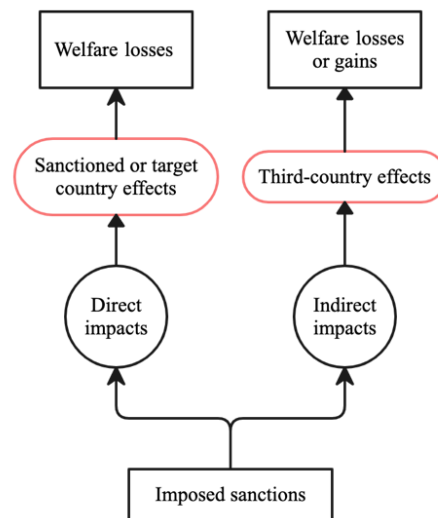 Welfare losses
Welfare losses
or gains
Sanctioned or target
country effects
Third-country effects
Direct
impacts
Indirect
impacts
Imposed sanctions